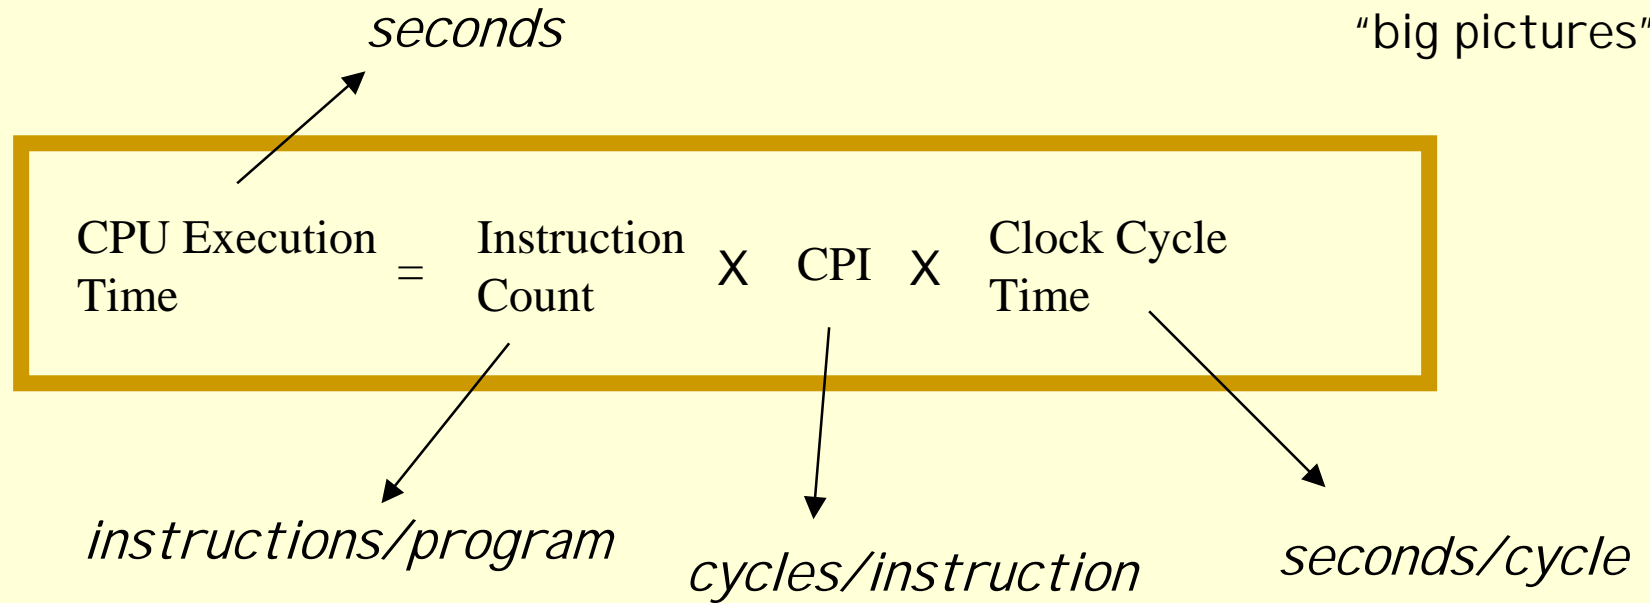 seconds
"big pictures"
CPU Execution Time = Instruction Count X CPI X Clock Cycle Time
instructions/program
cycles/instruction
seconds/cycle